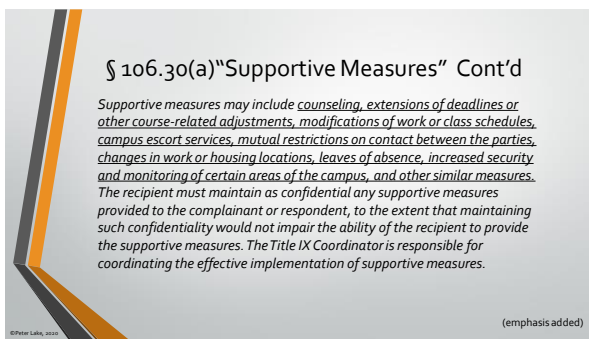 § 106.30(a)“Supportive Measures” Cont’d
Supportive measures may include counseling, extensions of deadlines or
other course-related adjustments, modifications of work or class schedules,
campus escort services, mutual restrictions on contact between the parties,
changes in work or housing locations, leaves of absence, increased security
and monitoring of certain areas of the campus, and other similar measures.
The recipient must maintain as confidential any supportive measures
provided to the complainant or respondent, to the extent that maintaining
such confidentiality would not impair the ability of the recipient to provide
the supportive measures. The Title IX Coordinator is responsible for
coordinating the effective implementation of supportive measures.
(emphasis added)
©Peter Lake, 2020